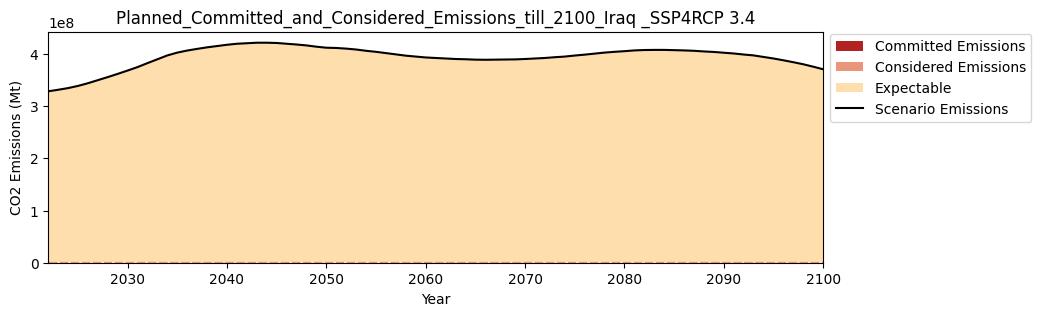 Planned_Committed_and_Considered_Emissions_till_2100_Iraq _SSP4RCP 3.4
1e8
4
3
2
1
0
CO2 Emissions (Mt)
2030 2040 2050 2060 2070 2080 2090 2100
Year
Committed Emissions
Considered Emissions
Expectable
Scenario Emissions